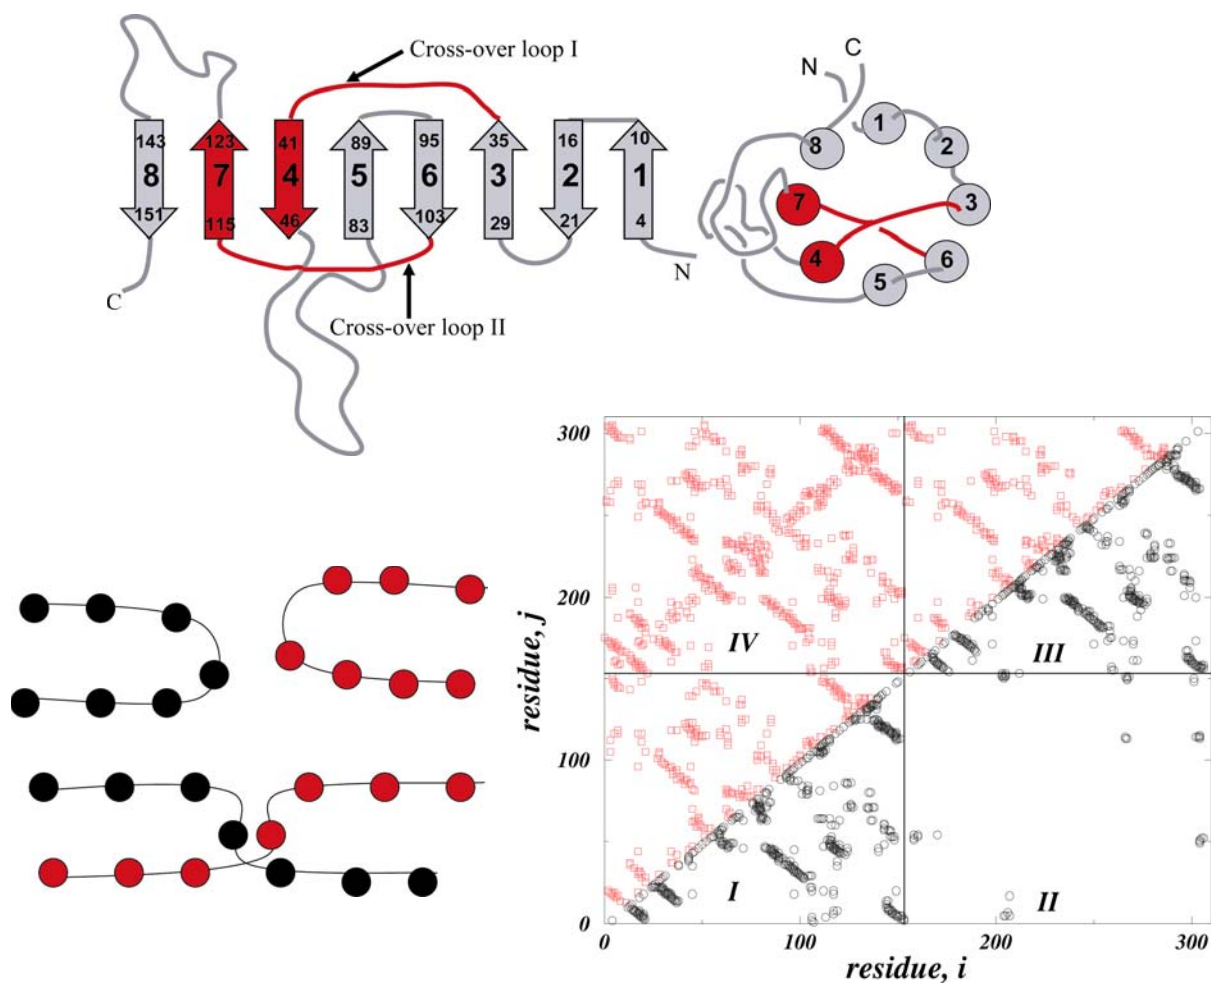 Cross-over loop I
143 123 41 89 95 35 16 10
8 7 4 5 6 3 2 1
151 115 46 83 103 29 21 4
C
N
Cross-over loop II
N C
1
8 2
7 3
4 6
5
residue, j
300
200
100
0
IV III
I II
0 100 200 300
residue, i